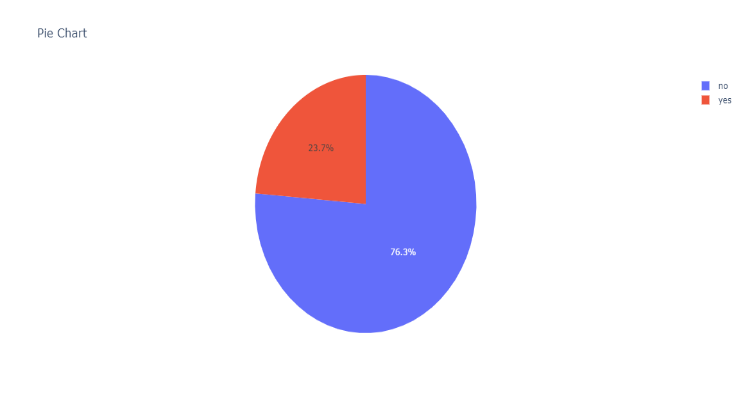 Pie Chart
no
yes
23.7%
76.3%